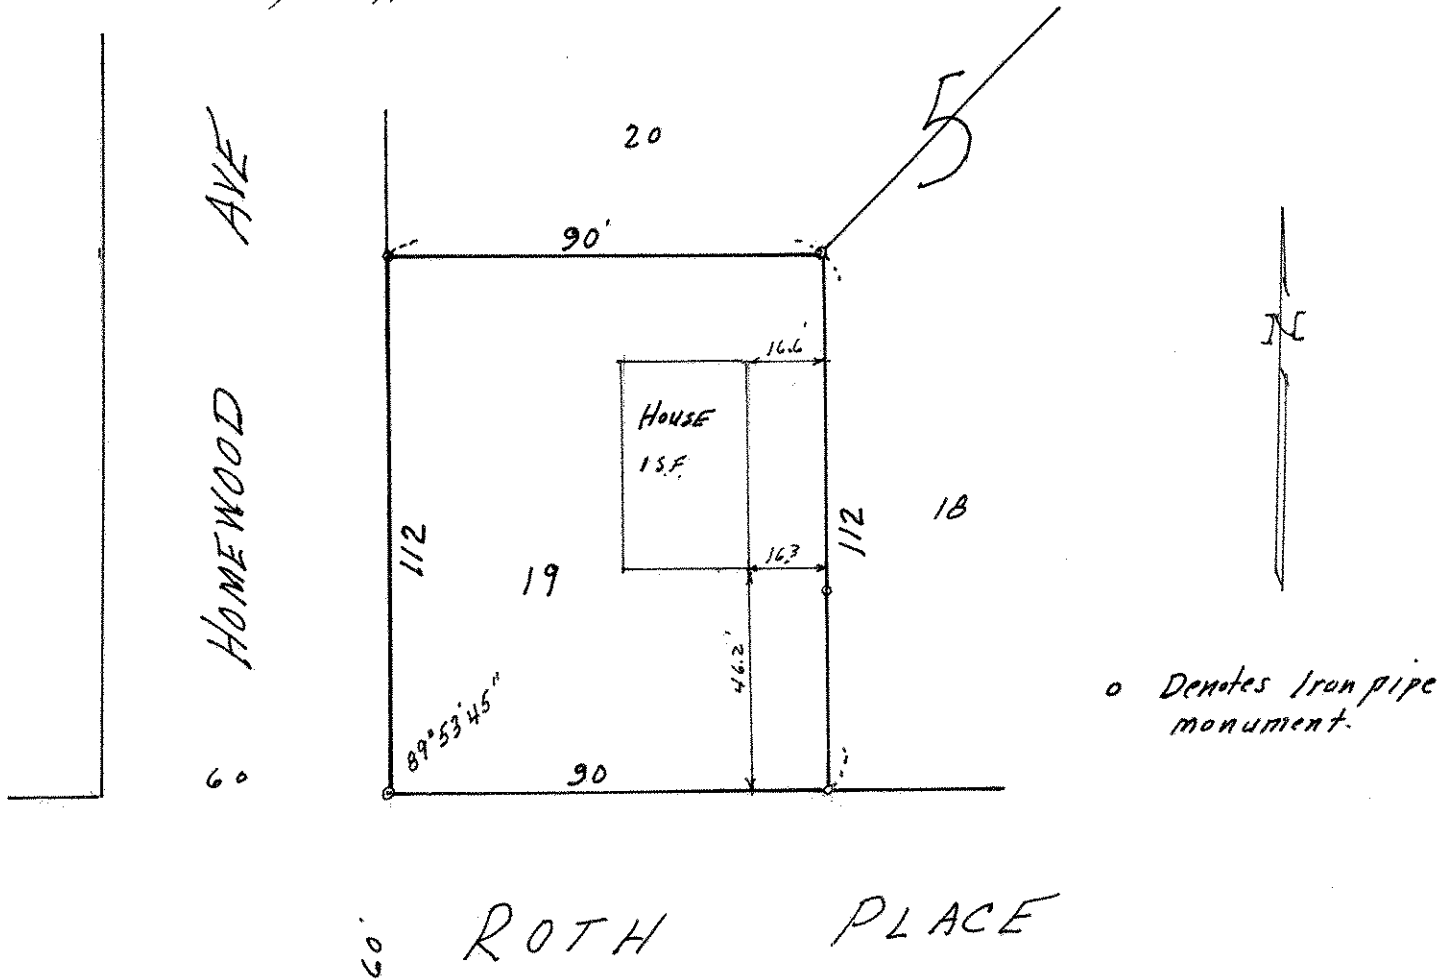 20
5
AVE
90'
N
16.6'
HOUSE
1 S.F.
HOMEWOOD
112
16.3
112
18
19
46.2'
89°53'45"
o Denotes Iron pipe
monument.
60
90
60'
ROTH PLACE